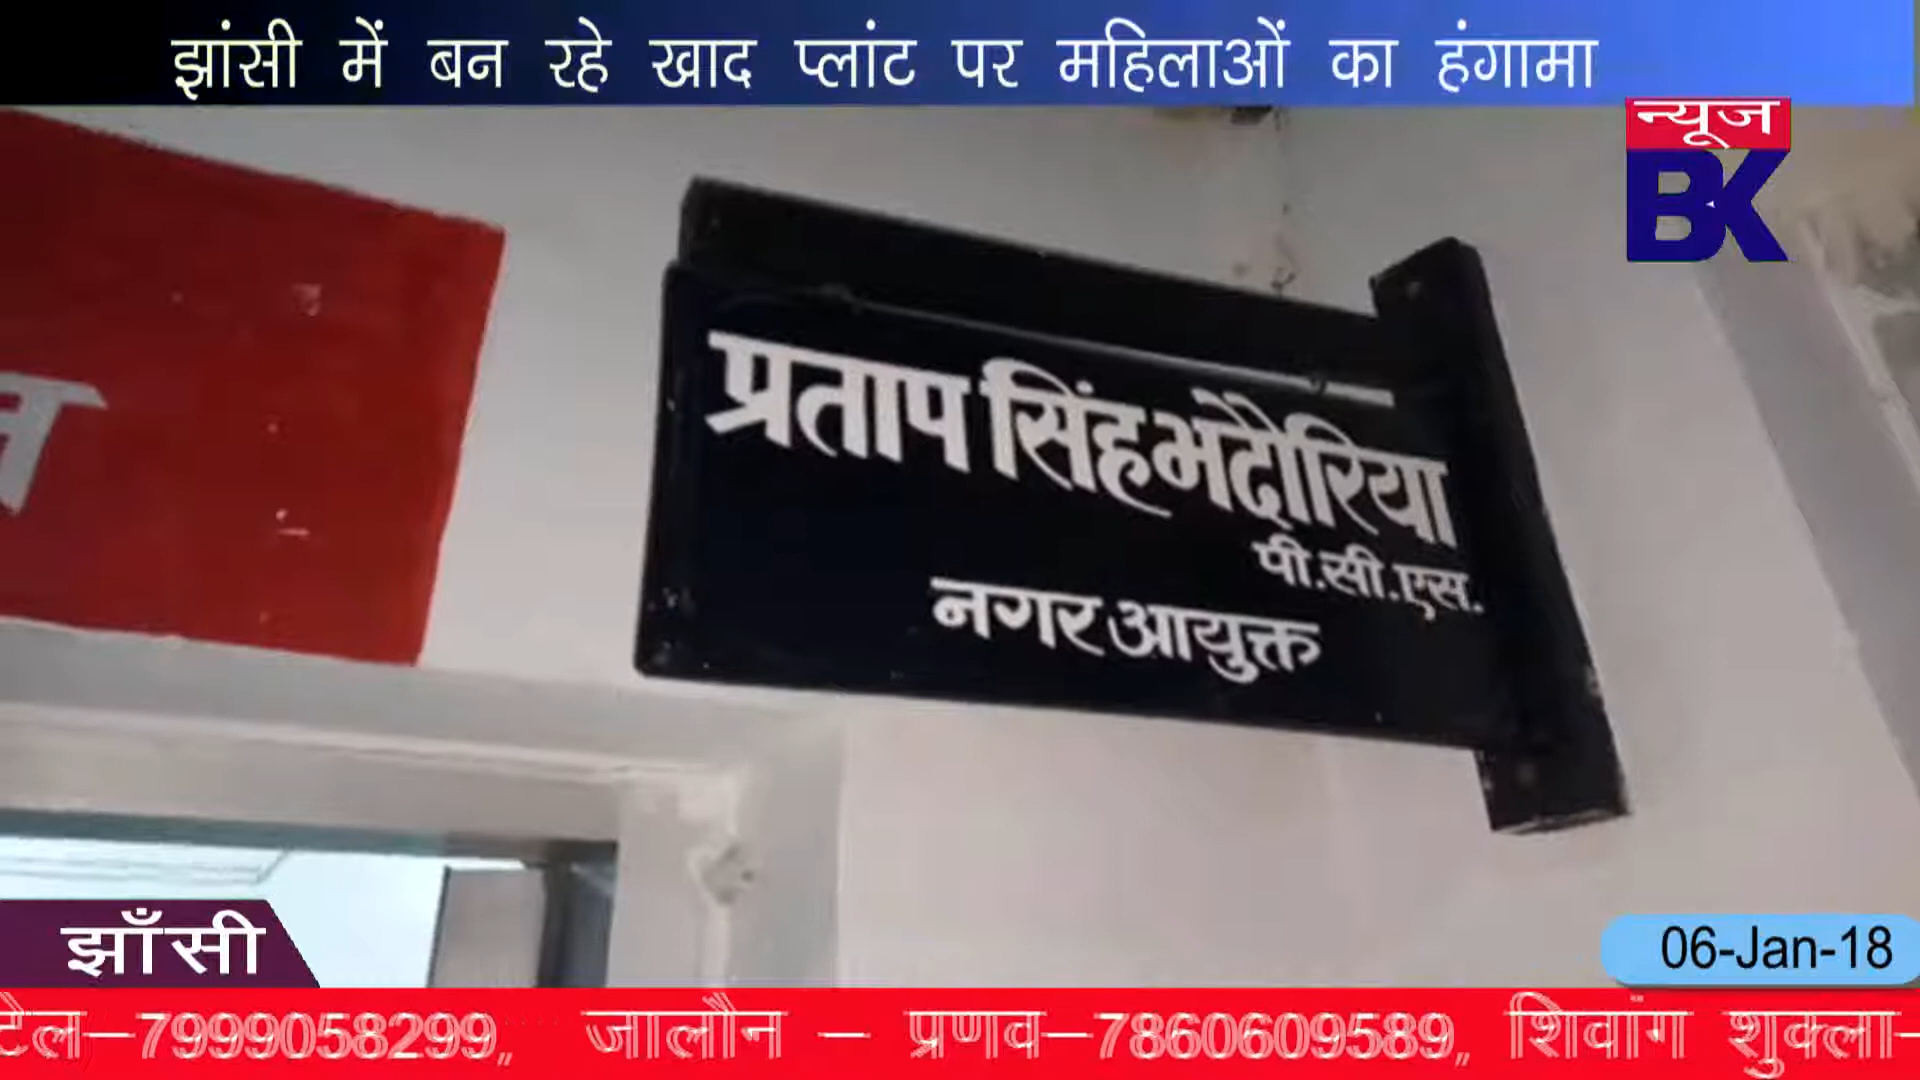 झांसी में बन रहे खाद प्लांट पर महिलाओं का हंगामा
न्यूज
BK
प्रताप सिंह भदौरिया
पी.सी.एस.
नगर आयुक्त
झाँसी
06-Jan-18
टेल–7999058299, जालौन – प्रणव–7860609589, शिवांग शुक्ला–